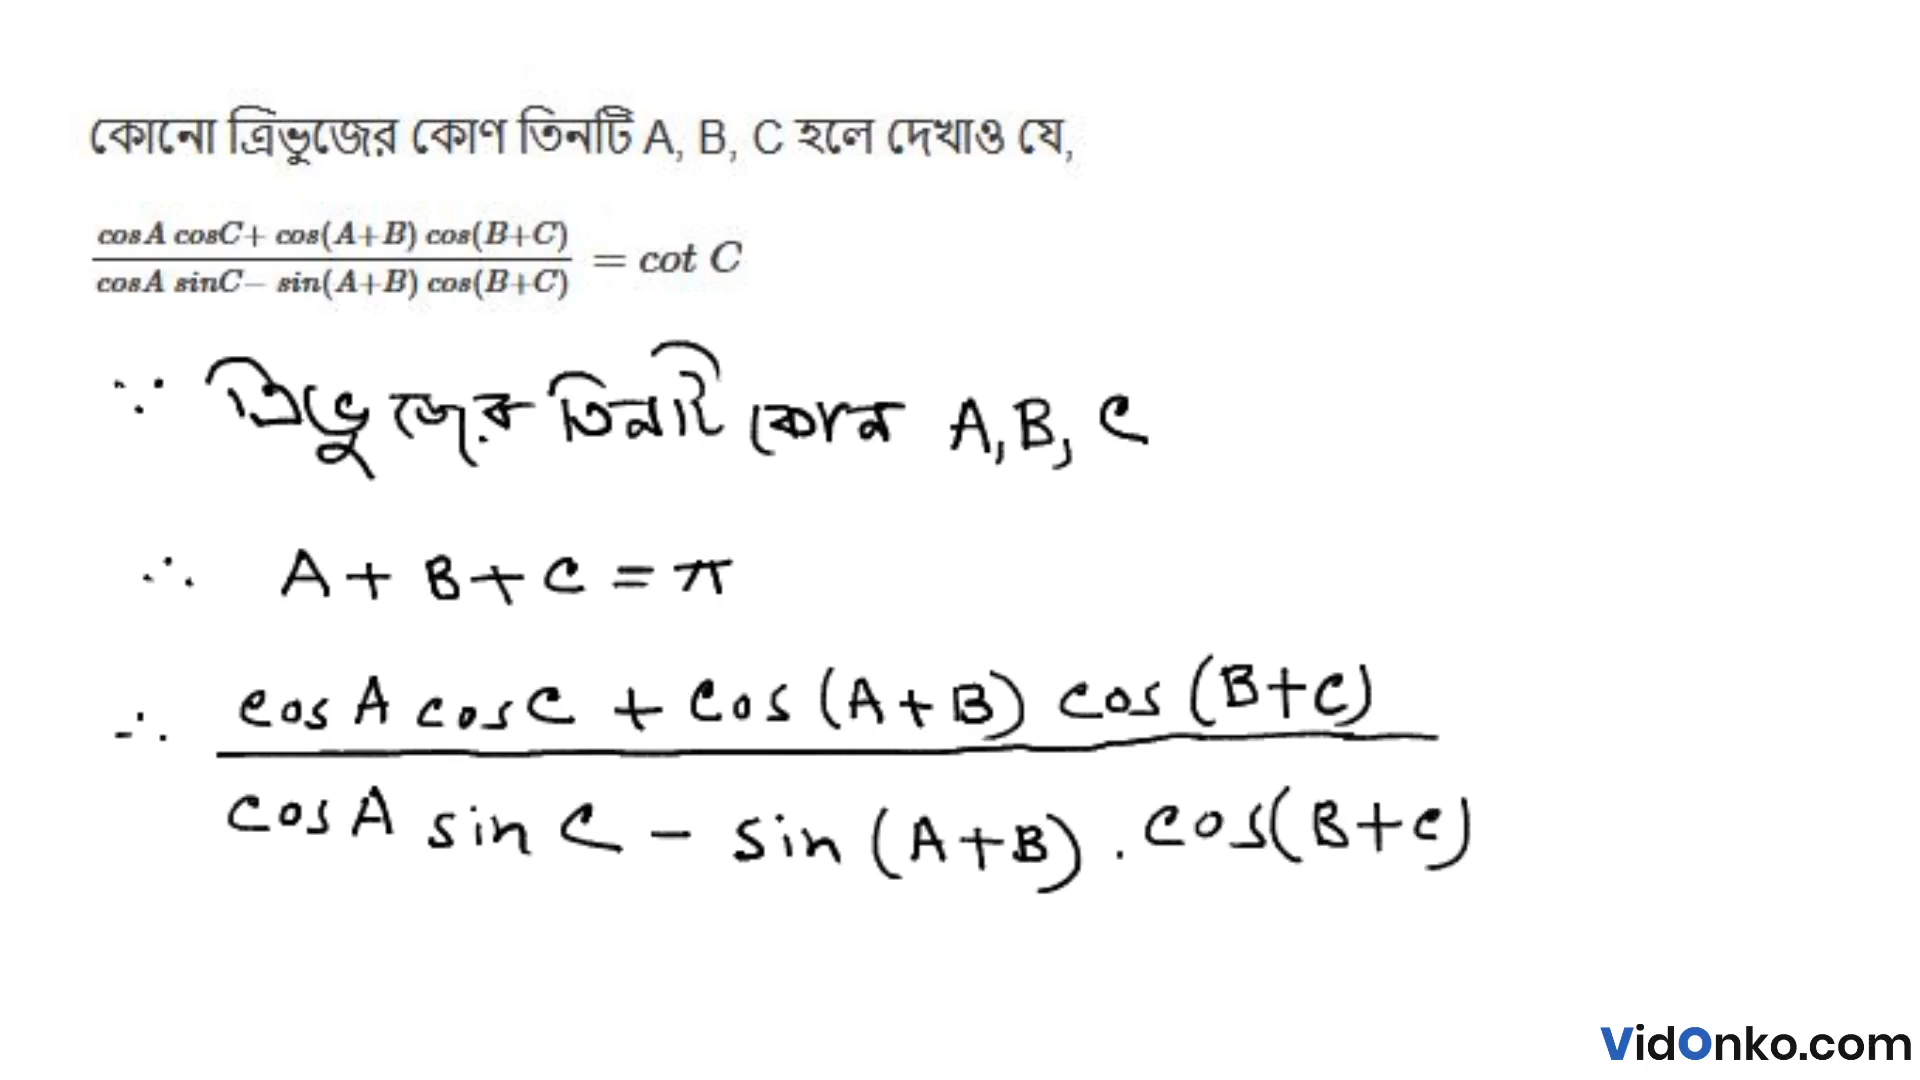 কোনো ত্রিভুজের কোণ তিনটি A, B, C হলে দেখাও যে,
cosA cosC+ cos(A+B) cos(B+C)
cosA sinC− sin(A+B) cos(B+C)
= cot C
∵ ত্রিভুজের তিনটি কোন A, B, C
∴ A + B + C = π
∴ cos A cos C + cos (A+B) cos (B+C)
cos A sin C − sin (A+B) . cos(B+C)
VidOnko.com